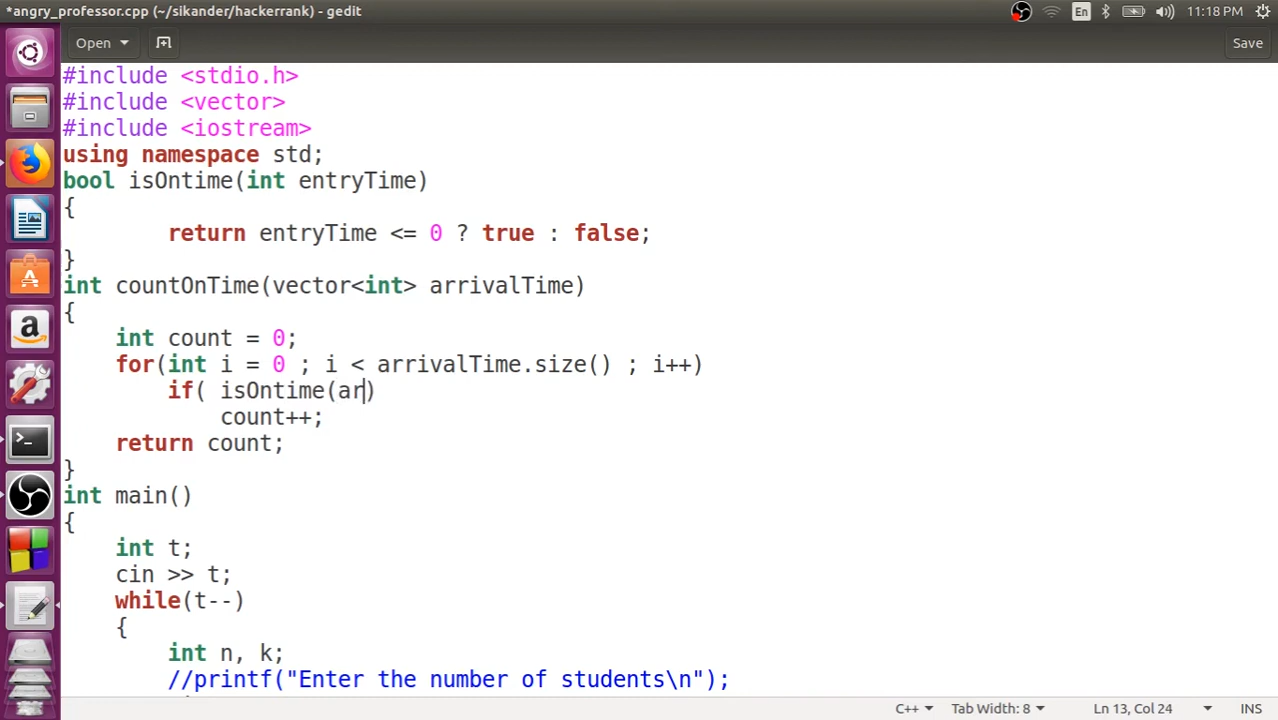 *angry_professor.cpp (~/sikander/hackerrank) - gedit
En
11:18 PM
Open
Save
#include <stdio.h>
#include <vector>
#include <iostream>
using namespace std;
bool isOntime(int entryTime)
{
return entryTime <= 0 ? true : false;
}
int countOnTime(vector<int> arrivalTime)
{
int count = 0;
for(int i = 0 ; i < arrivalTime.size() ; i++)
if( isOntime(ar)
count++;
return count;
}
int main()
{
int t;
cin >> t;
while(t--)
{
int n, k;
//printf("Enter the number of students\n");
C++
Tab Width: 8
Ln 13, Col 24
INS